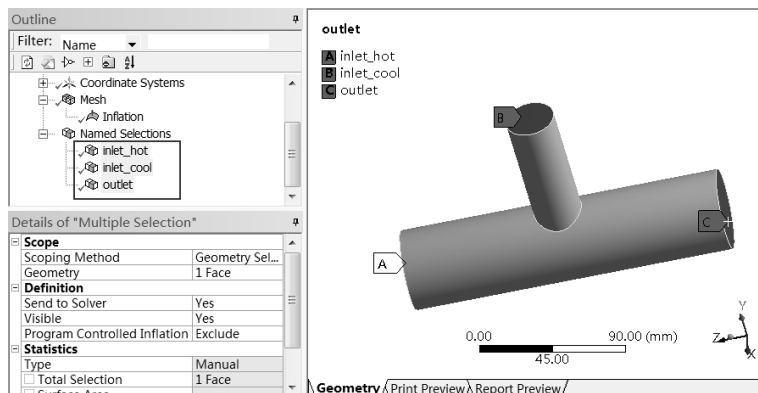 Outline
Filter: Name
Coordinate Systems
Mesh
Inflation
Named Selections
inlet_hot
inlet_cool
outlet
Details of "Multiple Selection"
Scope
Scoping Method Geometry Sel...
Geometry 1 Face
Definition
Send to Solver Yes
Visible Yes
Program Controlled Inflation Exclude
Statistics
Type Manual
Total Selection 1 Face
Surface Area
outlet
A inlet_hot
B inlet_cool
C outlet
B
C
A
0.00 90.00 (mm)
45.00
Y
Z
X
Geometry Print Preview Report Preview